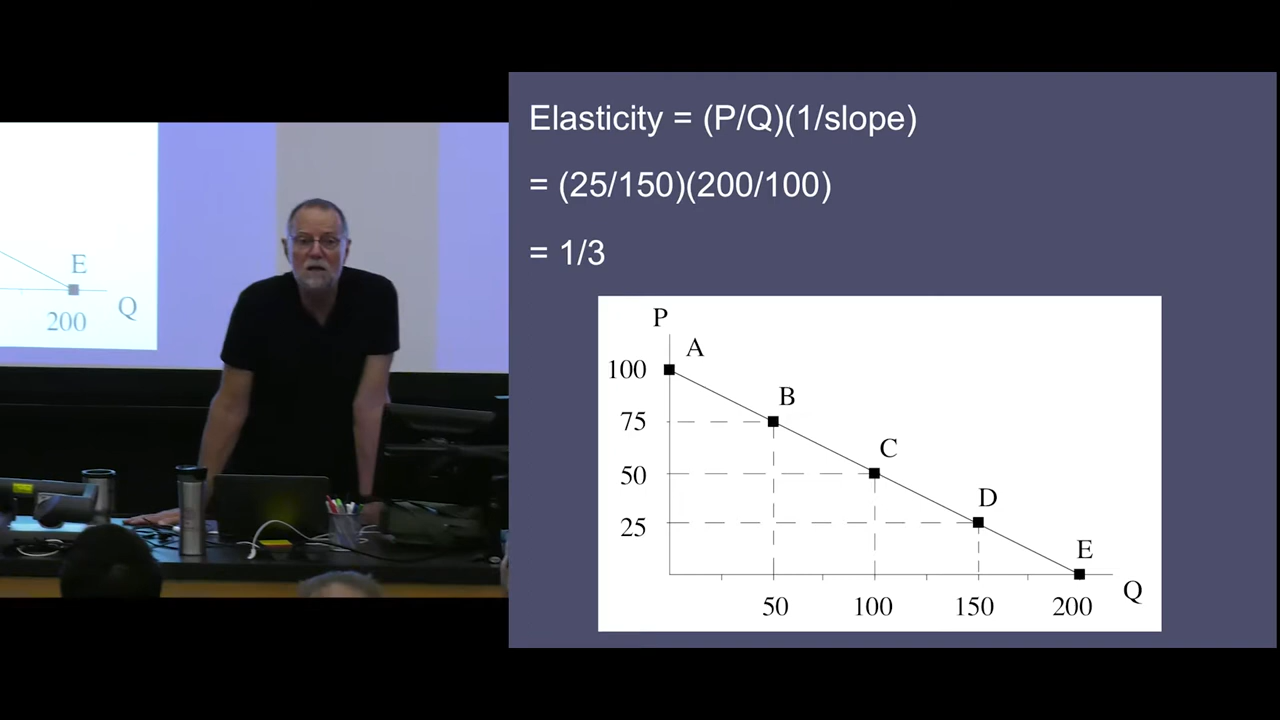 E
Q
200
Elasticity = (P/Q)(1/slope)
= (25/150)(200/100)
= 1/3
P
A
100
B
75
C
50
D
25
E
Q
50 100 150 200